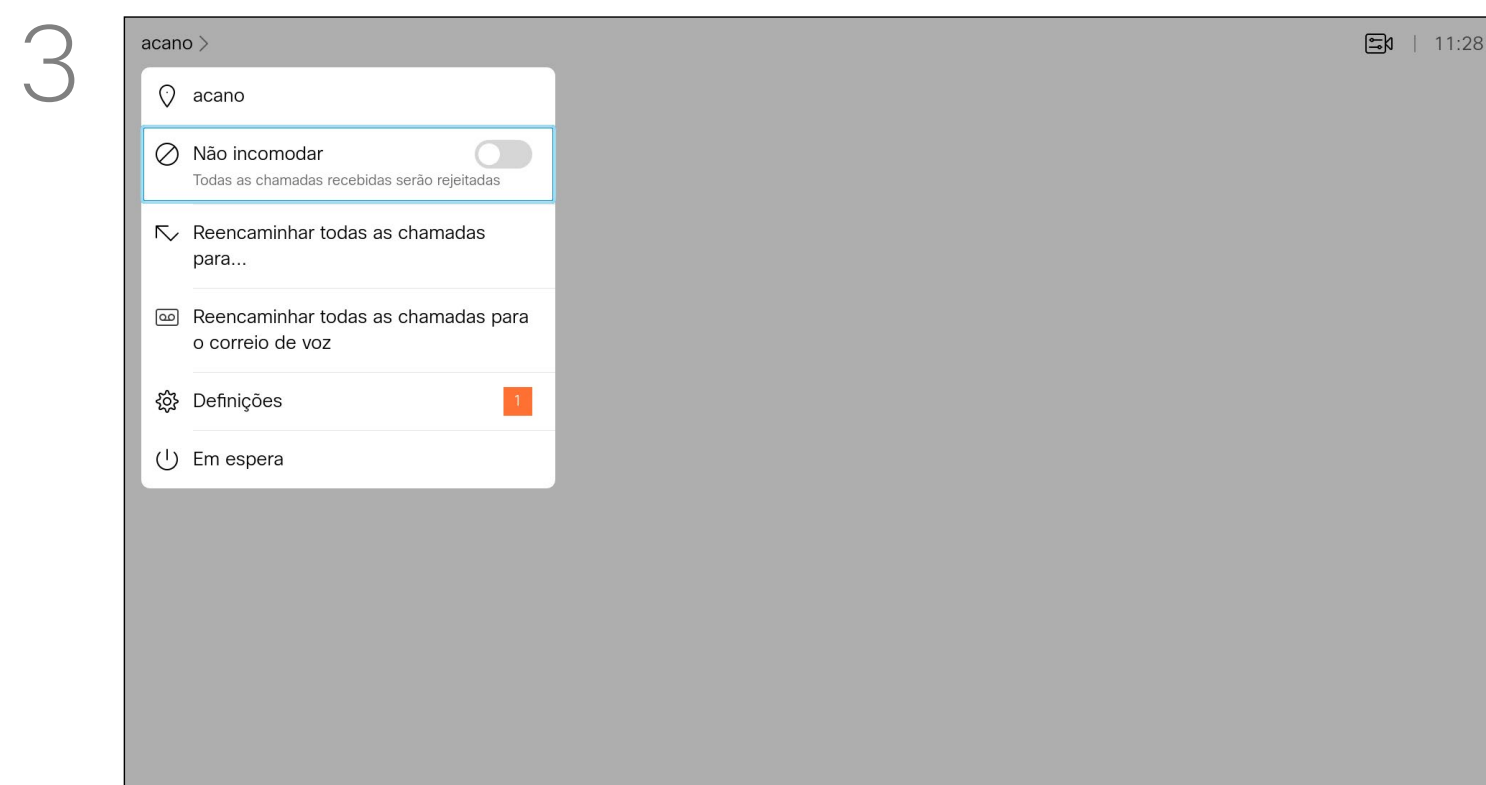 3
acano >
11:28
acano
Não incomodar
Todas as chamadas recebidas serão rejeitadas
Reencaminhar todas as chamadas
para...
Reencaminhar todas as chamadas para
o correio de voz
Definições
1
Em espera